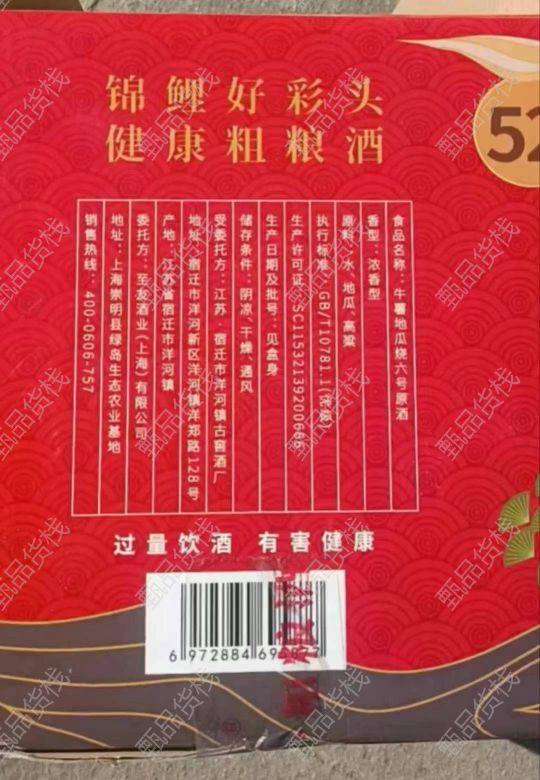 锦鲤好彩头
健康粗粮酒
52
食品名称：牛薯地瓜烧六号原酒
香型：浓香型
原料：水、地瓜、高粱
执行标准：GB/T10781.1(浓级)
生产许可证：SC11532139200666
生产日期及批号：见盒身
储存条件：阴凉、干燥、通风
受委托方：江苏·宿迁市洋河镇古窖酒厂
地址：宿迁市洋河新区洋河镇洋郑路128号
产地：江苏省宿迁市洋河镇
委托方：至友酒业（上海）有限公司
地址：上海崇明县绿岛生态农业基地
销售热线：400-0606-757
过量饮酒 有害健康
6 972884 695877
甄品货栈